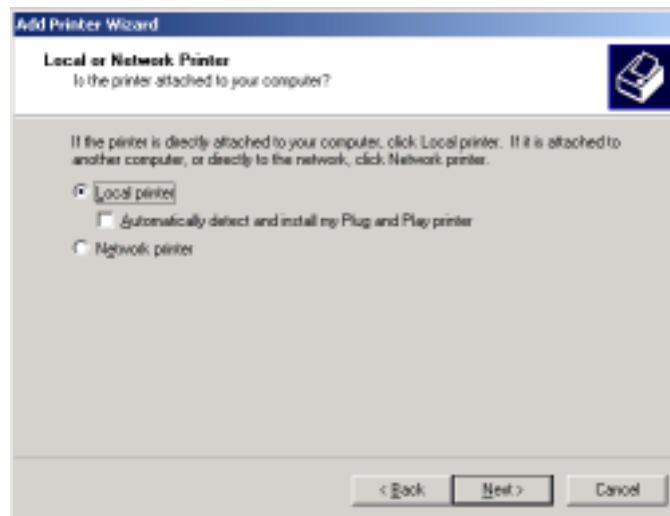 Add Printer Wizard
Local or Network Printer
Is the printer attached to your computer?
If the printer is directly attached to your computer, click Local printer. If it is attached to
another computer, or directly to the network, click Network printer.
Local printer
Automatically detect and install my Plug and Play printer
Network printer
< Back
Next >
Cancel